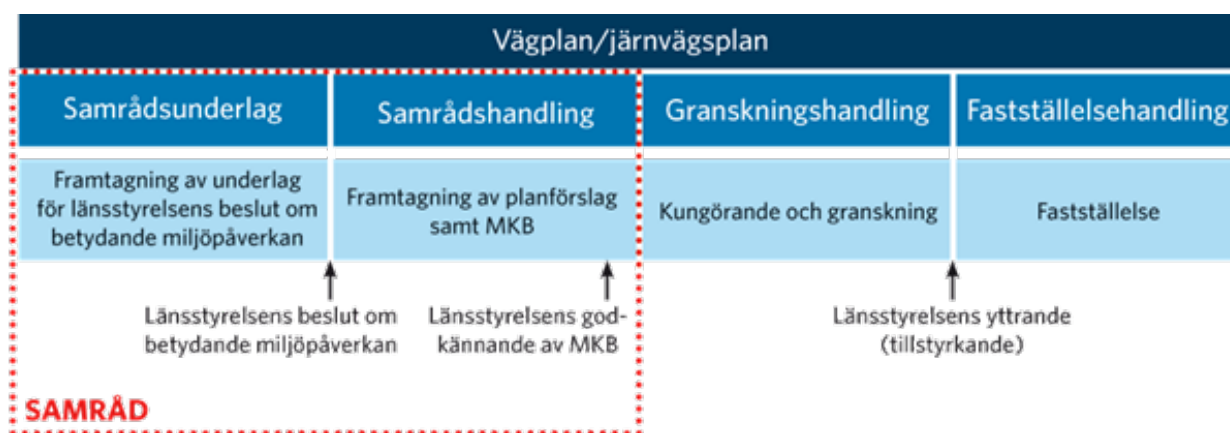 Vägplan/järnvägsplan
Samrådsunderlag
Samrådshandling
Granskningshandling
Fastställelsehandling
Framtagning av underlag
för länsstyrelsens beslut om
betydande miljöpåverkan
Framtagning av planförslag
samt MKB
Kungörande och granskning
Fastställelse
Länsstyrelsens beslut om
betydande miljöpåverkan
Länsstyrelsens god-
kännande av MKB
Länsstyrelsens yttrande
(tillstyrkande)
SAMRÅD